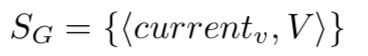 S_G = {⟨current_v, V⟩}